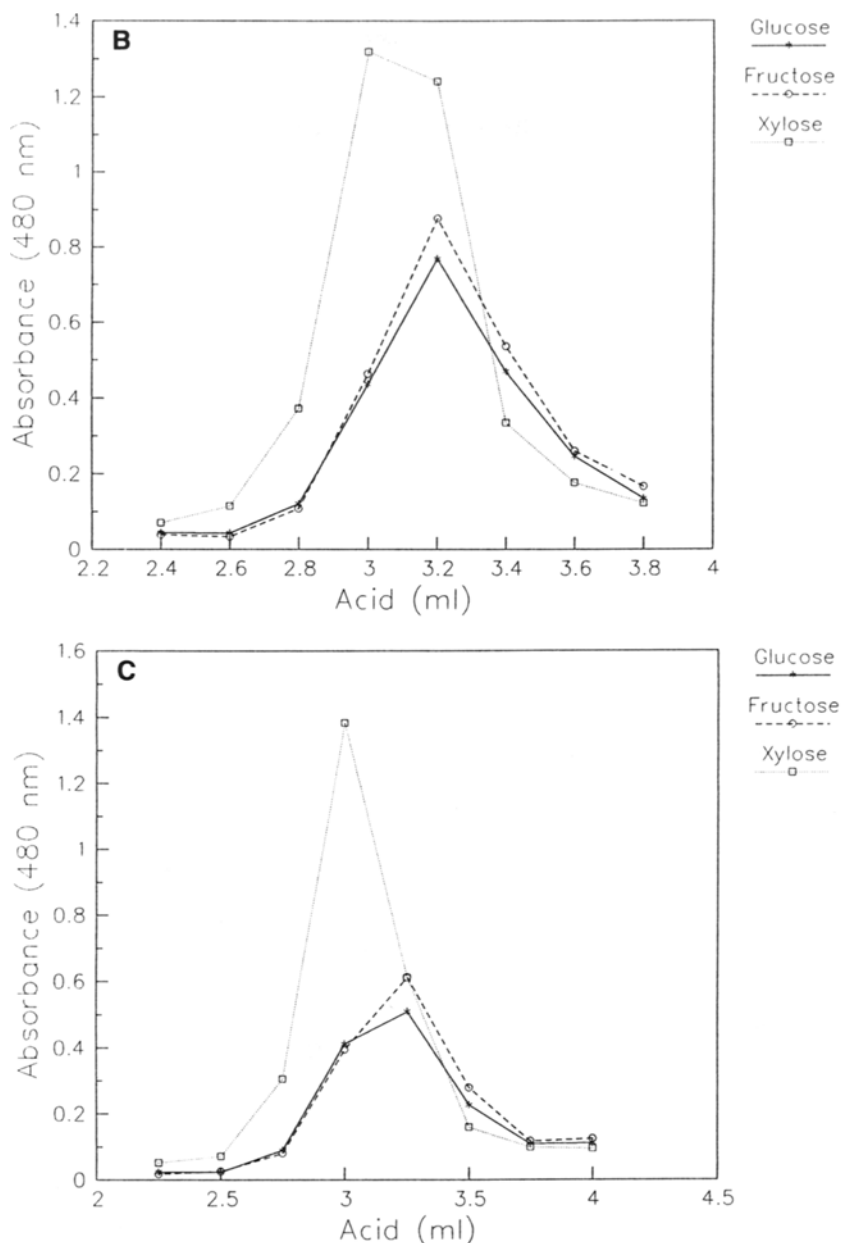 B
Glucose
Fructose
Xylose
1.4
1.2
1
0.8
0.6
0.4
0.2
0
Absorbance (480 nm)
2.2 2.4 2.6 2.8 3 3.2 3.4 3.6 3.8 4
Acid (ml)
C
Glucose
Fructose
Xylose
1.6
1.4
1.2
1
0.8
0.6
0.4
0.2
0
Absorbance (480 nm)
2 2.5 3 3.5 4 4.5
Acid (ml)